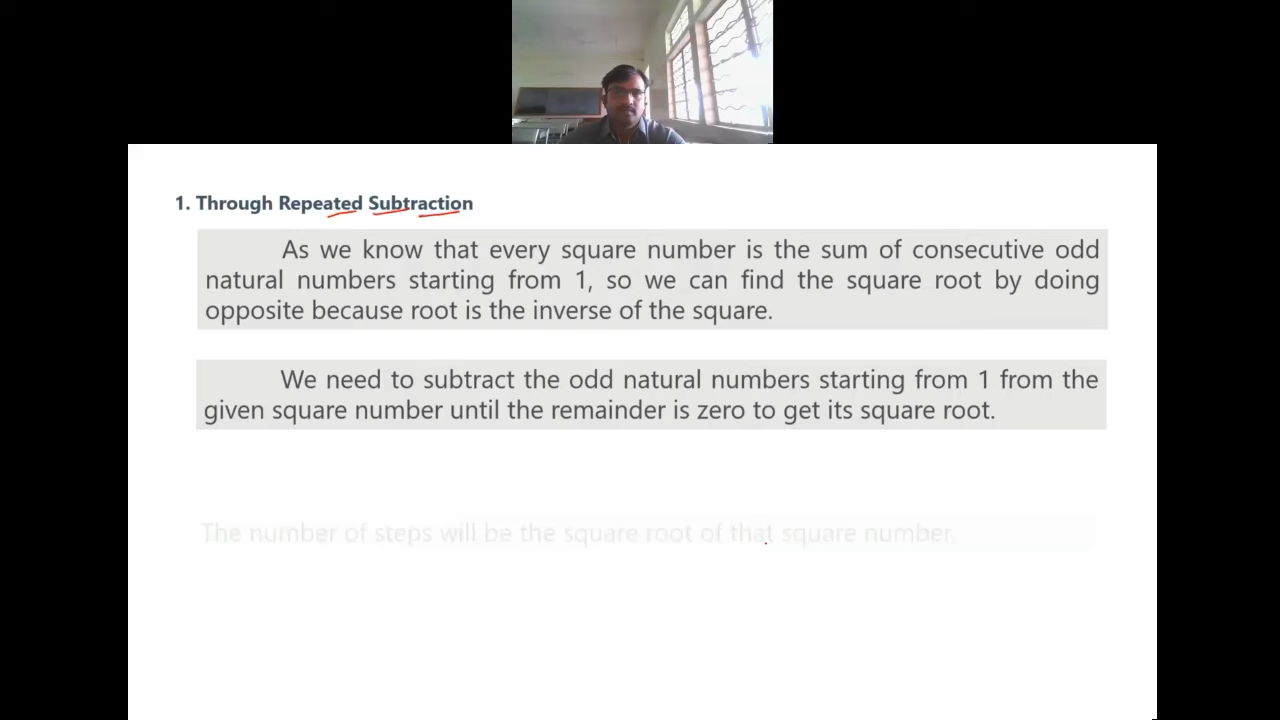 1. Through Repeated Subtraction
As we know that every square number is the sum of consecutive odd
natural numbers starting from 1, so we can find the square root by doing
opposite because root is the inverse of the square.
We need to subtract the odd natural numbers starting from 1 from the
given square number until the remainder is zero to get its square root.
The number of steps will be the square root of that square number.